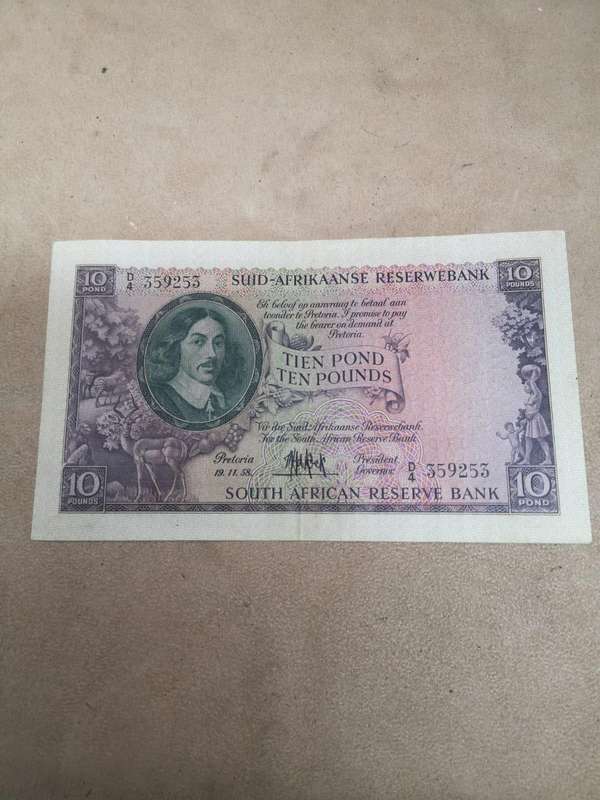 10 POND
D/4 359253
SUID-AFRIKAANSE RESERWEBANK
10 POUNDS
Ek beloof op aanvraag te betaal aan
toonder te Pretoria. I promise to pay
the bearer on demand at
Pretoria.
TIEN POND
TEN POUNDS
Vir die Suid-Afrikaanse Reserwebank.
For the South African Reserve Bank
Pretoria
19.11.58.
President
Governor
D/4 359253
10 POUNDS
SOUTH AFRICAN RESERVE BANK
10 POND